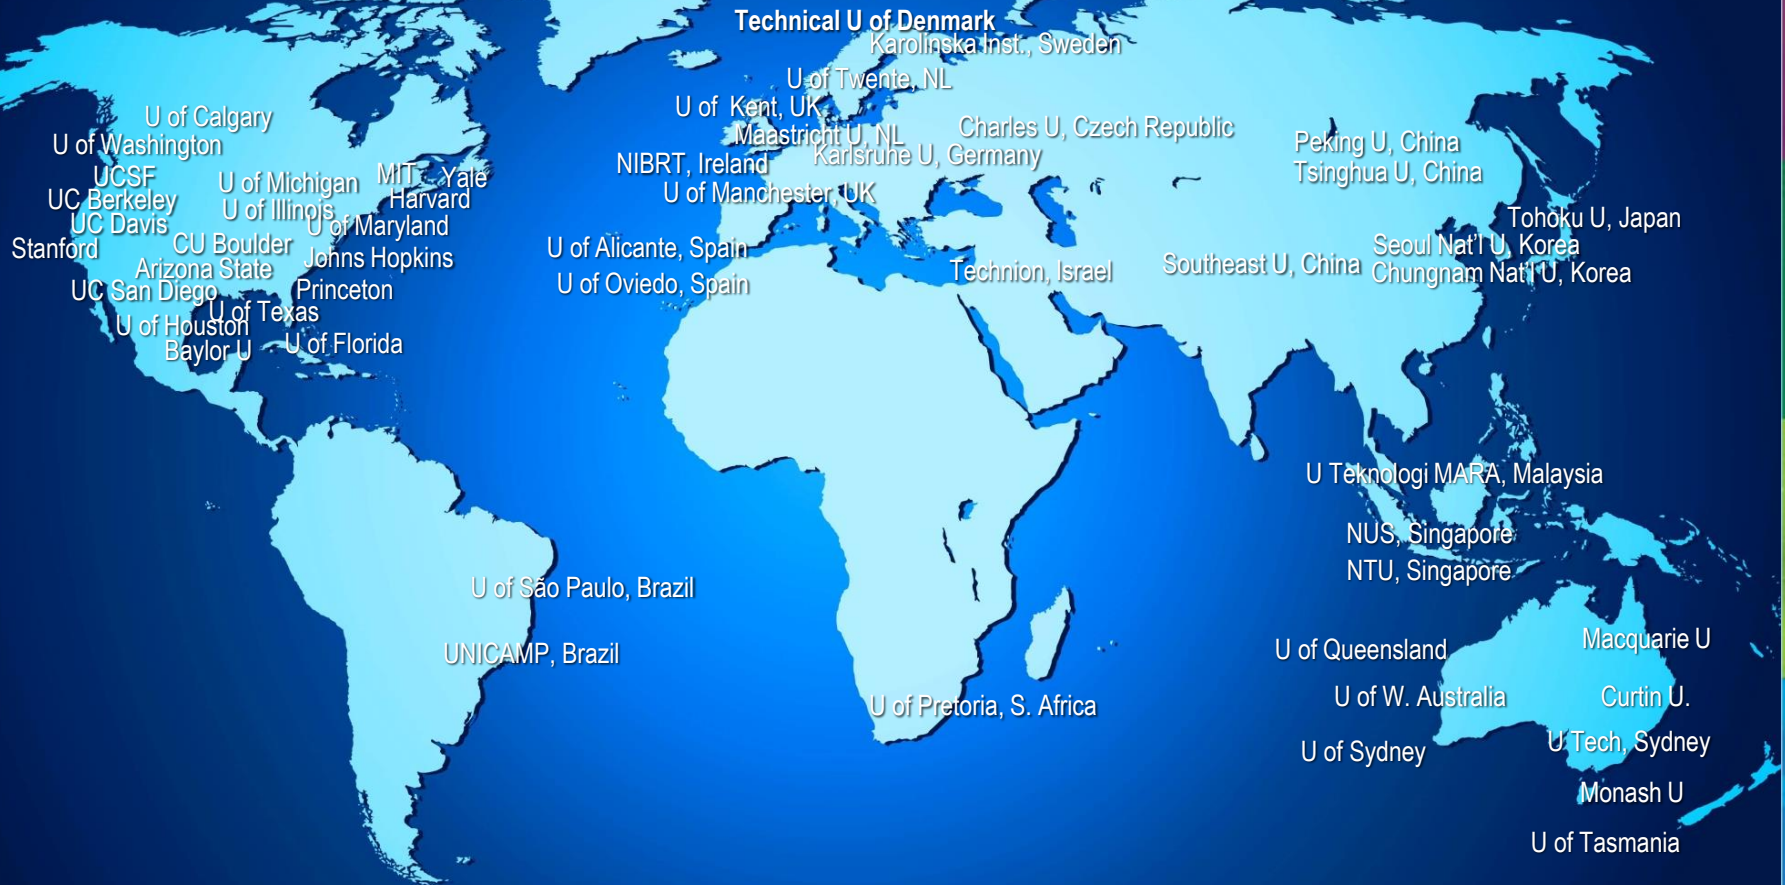 Technical U of Denmark
Karolinska Inst., Sweden
U of Twente, NL
U of  Kent, UK
Maastricht U, NL
Charles U, Czech Republic
Karlsruhe U, Germany
NIBRT, Ireland
U of Manchester, UK
U of Alicante, Spain
U of Oviedo, Spain
Technion, Israel
U of Calgary
U of Washington
UCSF
U of Michigan
MIT
Yale
UC Berkeley
Harvard
U of Illinois
UC Davis
U of Maryland
Stanford
CU Boulder
Johns Hopkins
Arizona State
UC San Diego
Princeton
U of Texas
U of Houston
Baylor U
U of Florida
Peking U, China
Tsinghua U, China
Tohoku U, Japan
Seoul Nat'l U, Korea
Southeast U, China
Chungnam Nat'l U, Korea
U Teknologi MARA, Malaysia
NUS, Singapore
NTU, Singapore
U of São Paulo, Brazil
UNICAMP, Brazil
U of Pretoria, S. Africa
U of Queensland
Macquarie U
U of W. Australia
Curtin U.
U of Sydney
U Tech, Sydney
Monash U
U of Tasmania